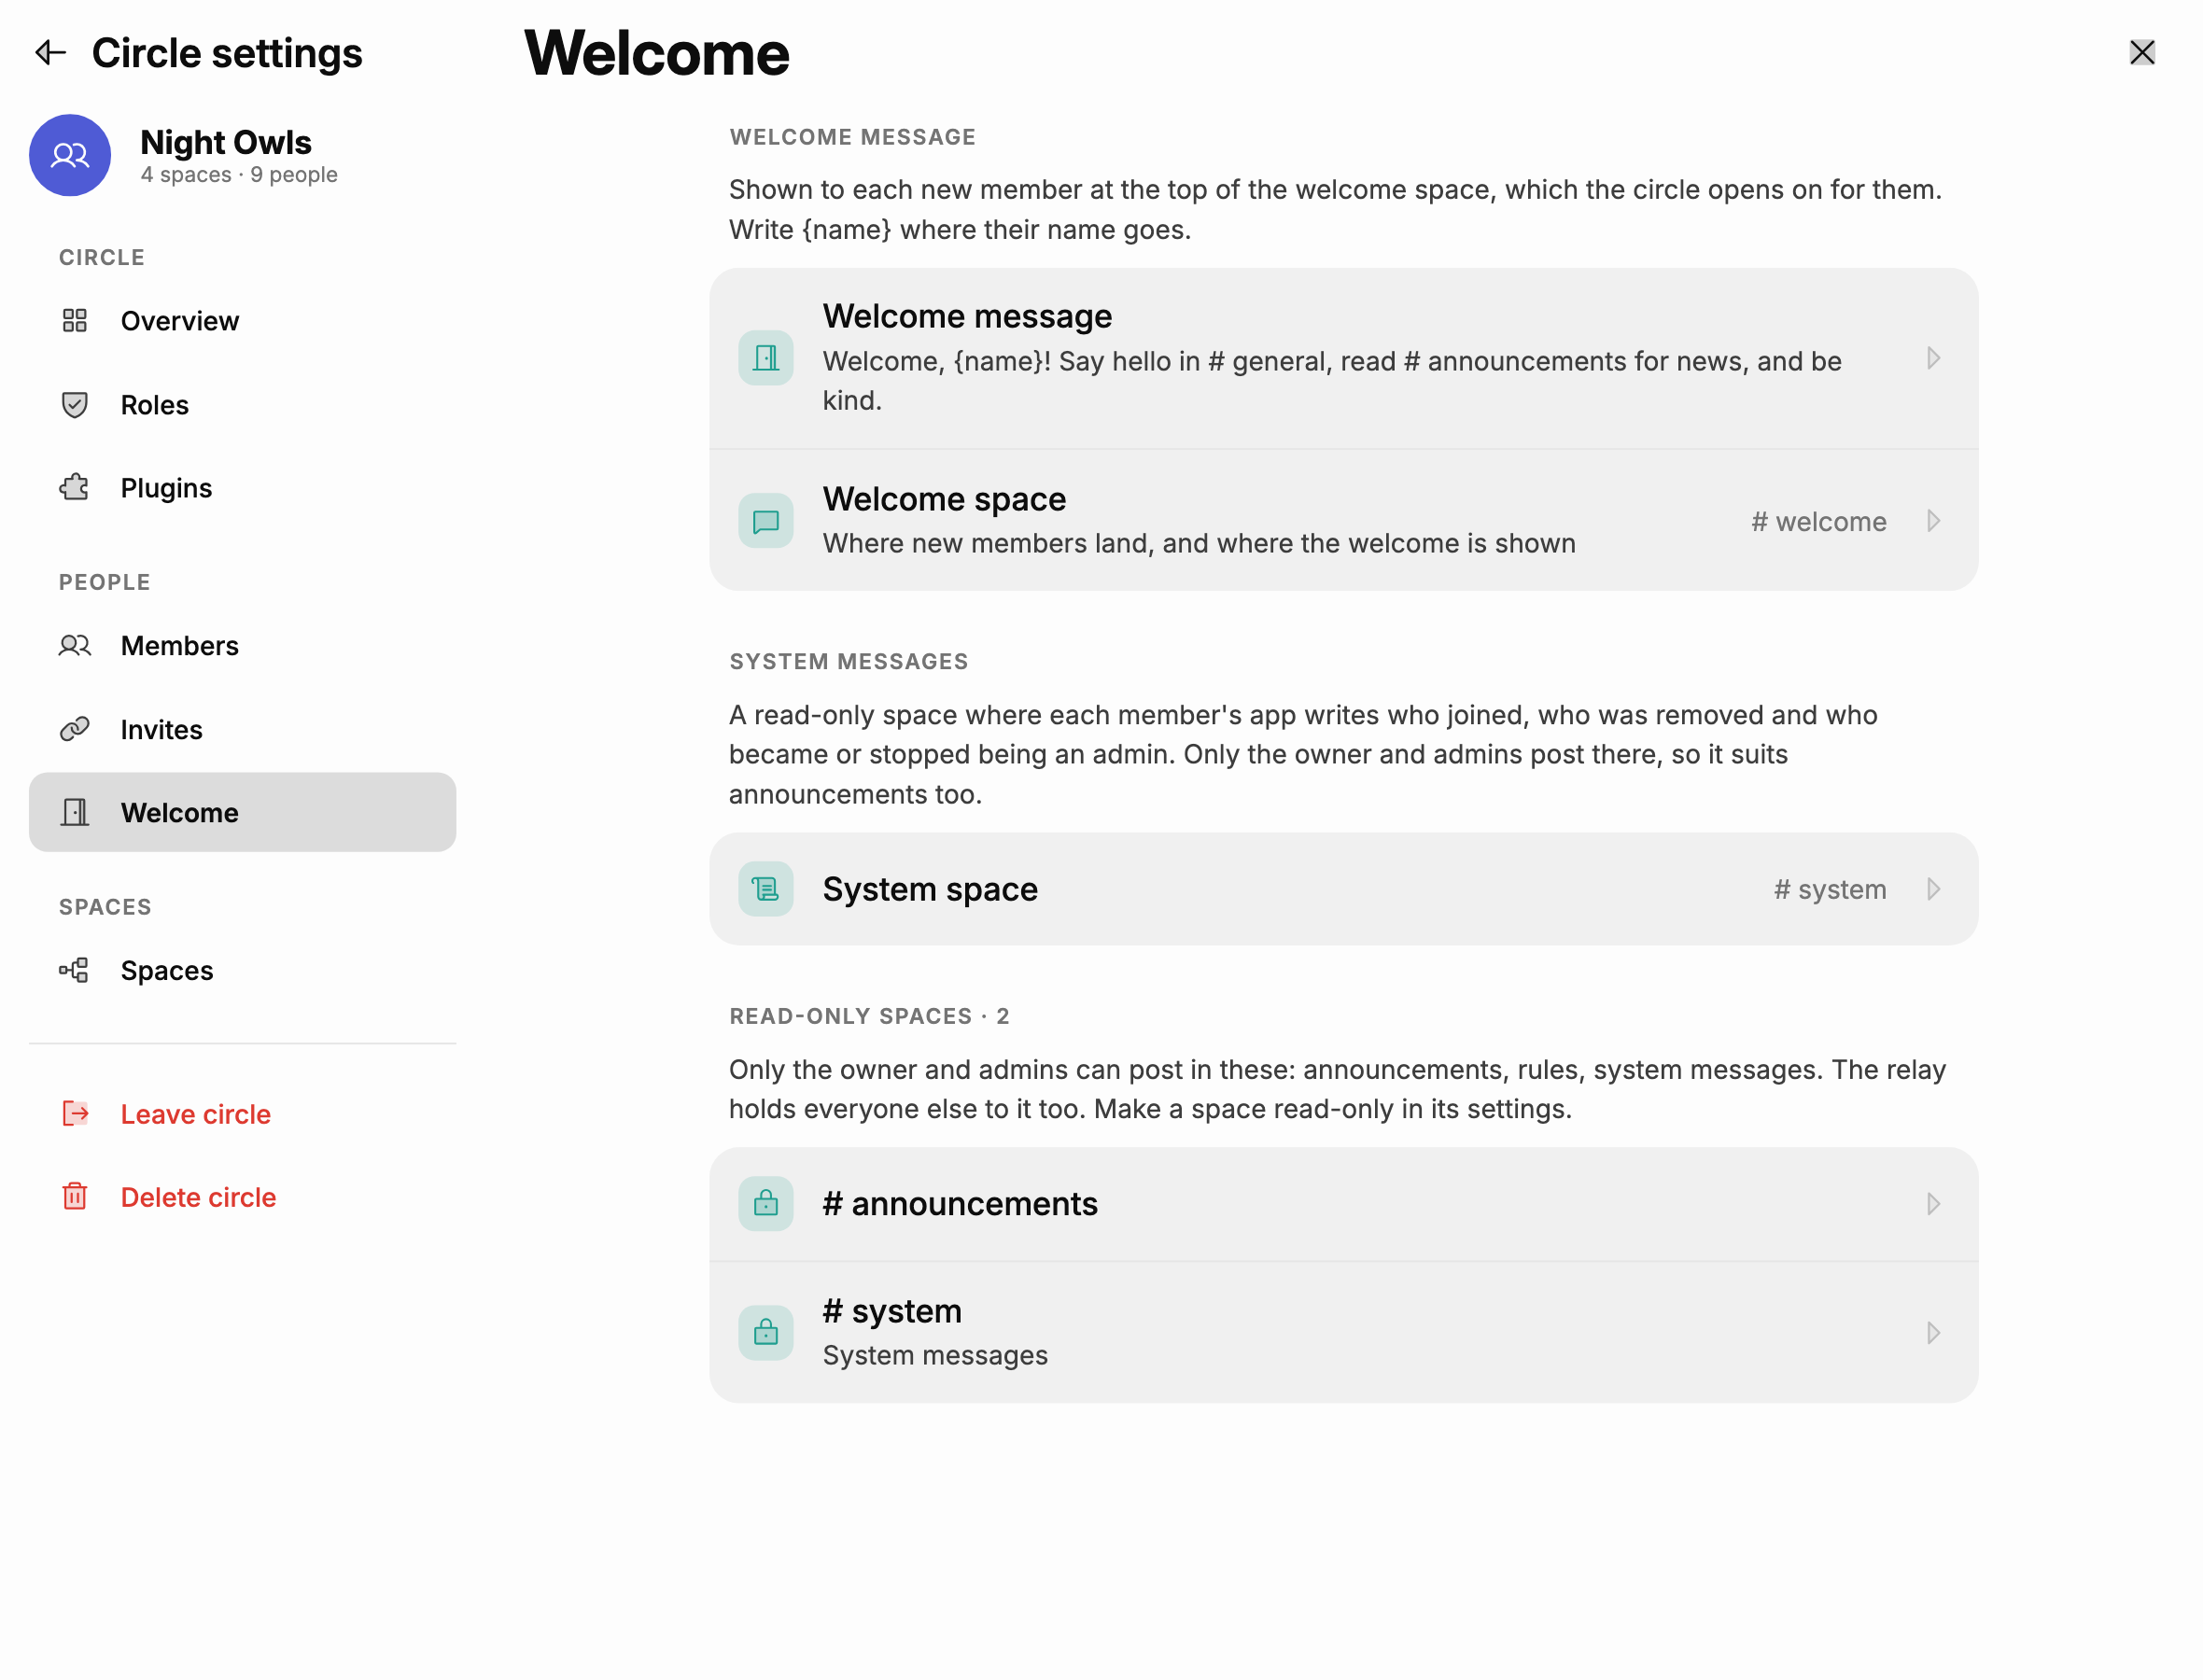 Circle settings
Night Owls
4 spaces · 9 people
CIRCLE
Overview
Roles
Plugins
PEOPLE
Members
Invites
Welcome
SPACES
Spaces
Leave circle
Delete circle
Welcome
WELCOME MESSAGE
Shown to each new member at the top of the welcome space, which the circle opens on for them.
Write {name} where their name goes.
Welcome message
Welcome, {name}! Say hello in # general, read # announcements for news, and be
kind.
Welcome space
Where new members land, and where the welcome is shown
# welcome
SYSTEM MESSAGES
A read-only space where each member's app writes who joined, who was removed and who
became or stopped being an admin. Only the owner and admins post there, so it suits
announcements too.
System space
# system
READ-ONLY SPACES · 2
Only the owner and admins can post in these: announcements, rules, system messages. The relay
holds everyone else to it too. Make a space read-only in its settings.
# announcements
# system
System messages